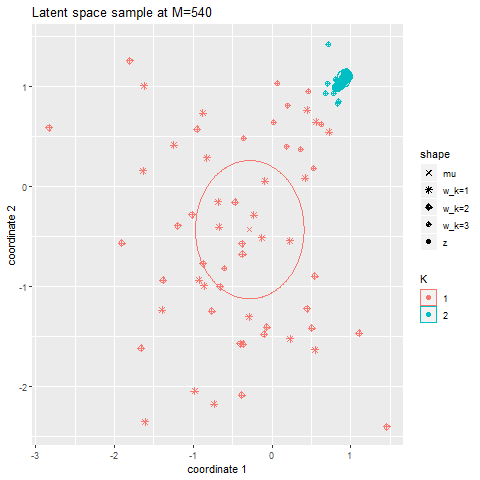 Latent space sample at M=540
coordinate 2
1
0
-1
-2
-3
-2
-1
0
1
coordinate 1
shape
mu
w_k=1
w_k=2
w_k=3
z
K
1
2